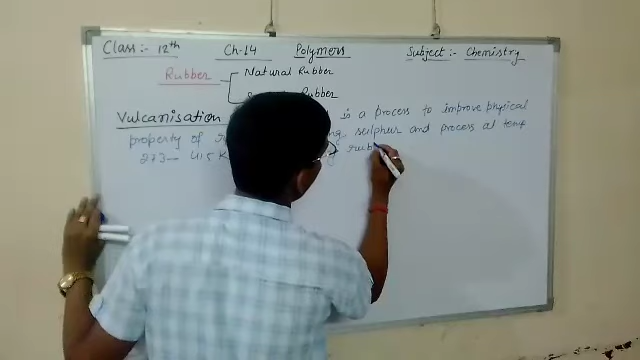 Class:- 12th Ch-14 Polymers Subject:- Chemistry
Rubber Natural Rubber
Rubber
Vulcanisation is a process to improve physical
property of sulphur and process at temp
273- 415 K rub